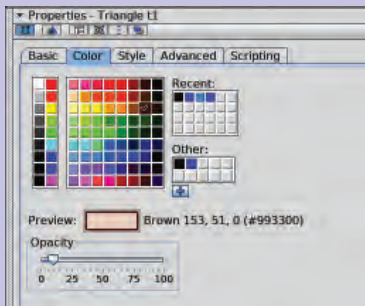 Properties - Triangle t1
Basic Color Style Advanced Scripting
Recent:
Other:
Preview: Brown 153, 51, 0 (#993300)
Opacity
0 25 50 75 100